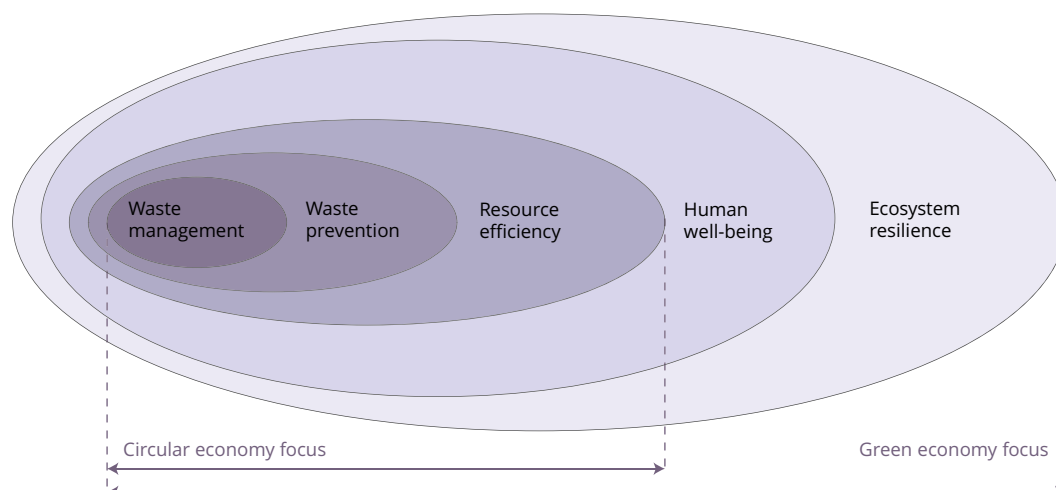 Waste
management
Waste
prevention
Resource
efficiency
Human
well-being
Ecosystem
resilience
Circular economy focus
Green economy focus